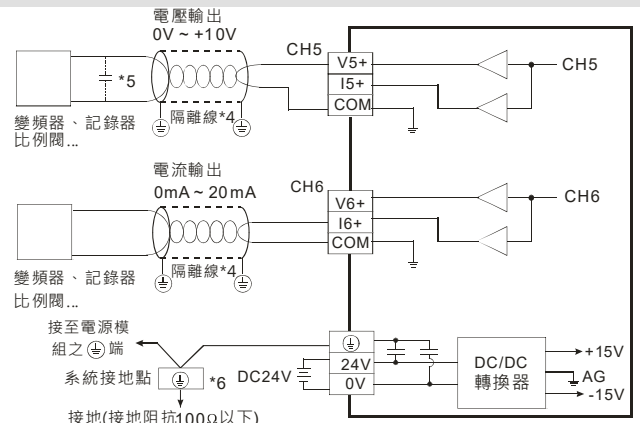 電壓輸出
0V ~ +10V
CH5
V5+
I5+
COM
CH5
*5
隔離線*4
變頻器、記錄器
比例閥...
電流輸出
0mA ~ 20mA
CH6
V6+
I6+
COM
CH6
隔離線*4
變頻器、記錄器
比例閥...
接至電源模
組之 端
系統接地點
*6
DC24V
24V
0V
DC/DC
轉換器
+15V
AG
-15V
接地(接地阻抗100Ω以下)